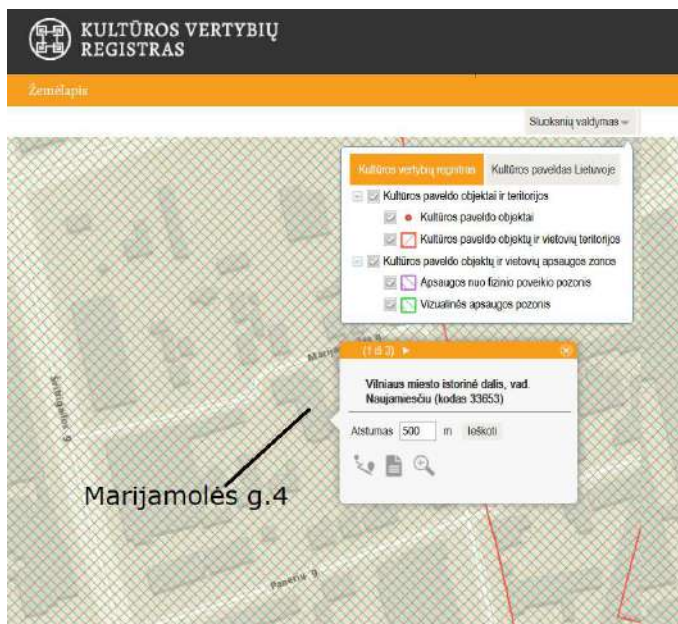 KULTŪROS VERTYBIŲ
REGISTRAS
Žemėlapis
Sluoksnių valdymas
Kultūros vertybių registras
Kultūros paveldas Lietuvoje
Kultūros paveldo objektai ir teritorijos
Kultūros paveldo objektai
Kultūros paveldo objektų ir vietovių teritorijos
Kultūros paveldo objektų ir vietovių apsaugos zonos
Apsaugos nuo fizinio poveikio pozonis
Vizualinės apsaugos pozonis
(1 iš 3)
Vilniaus miesto istorinė dalis, vad.
Naujamiesčiu (kodas 33653)
Atstumas 500 m Ieškoti
Marijamolės g.4
Panerių g.